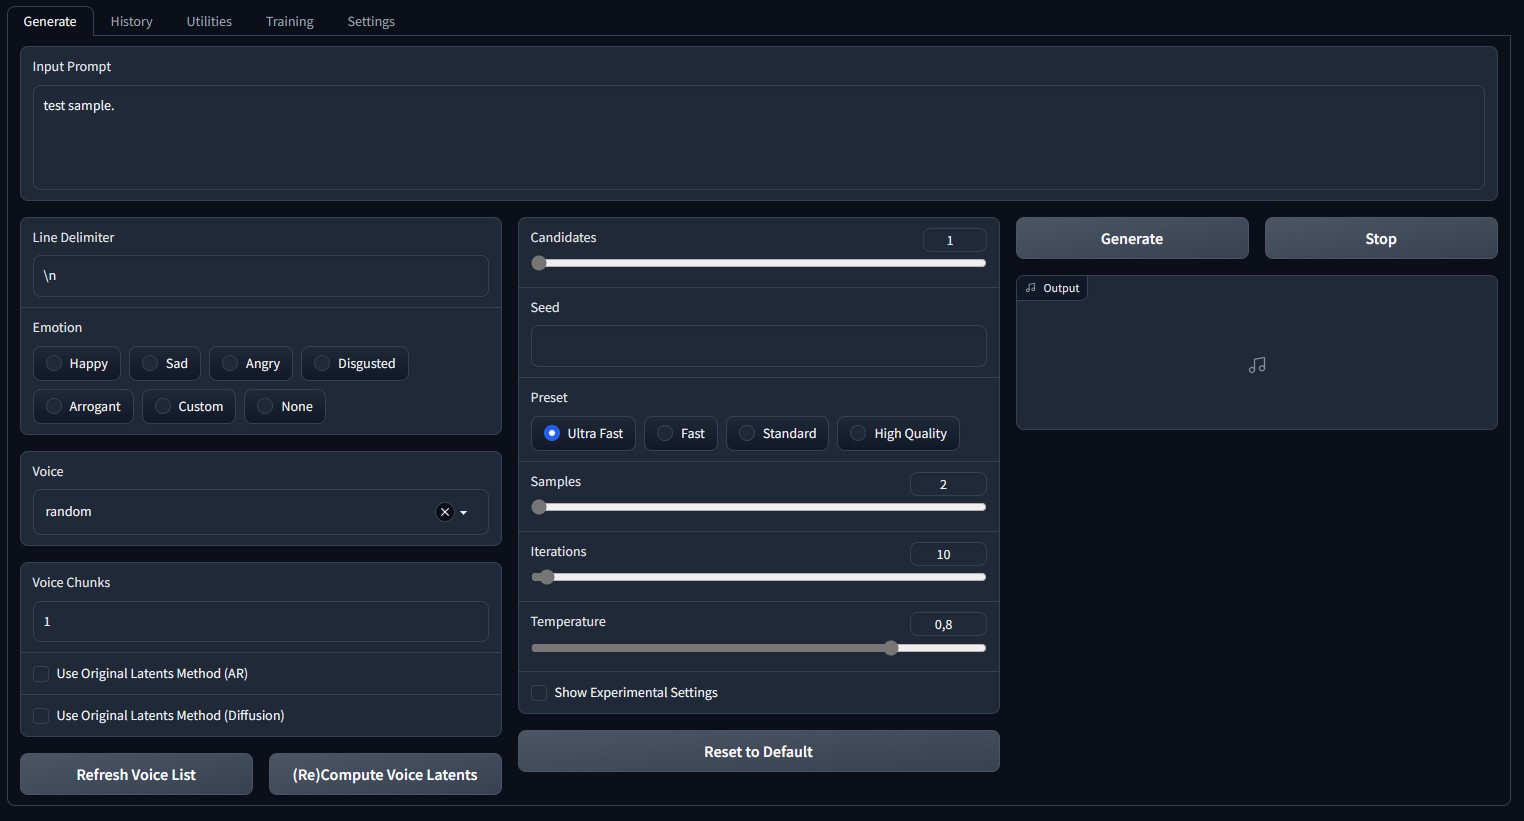 Generate History Utilities Training Settings
Input Prompt
test sample.
Line Delimiter
\n
Emotion
Happy Sad Angry Disgusted
Arrogant Custom None
Voice
random
Voice Chunks
1
Use Original Latents Method (AR)
Use Original Latents Method (Diffusion)
Refresh Voice List (Re)Compute Voice Latents
Candidates 1
Seed
Preset
Ultra Fast Fast Standard High Quality
Samples 2
Iterations 10
Temperature 0,8
Show Experimental Settings
Reset to Default
Generate Stop
Output